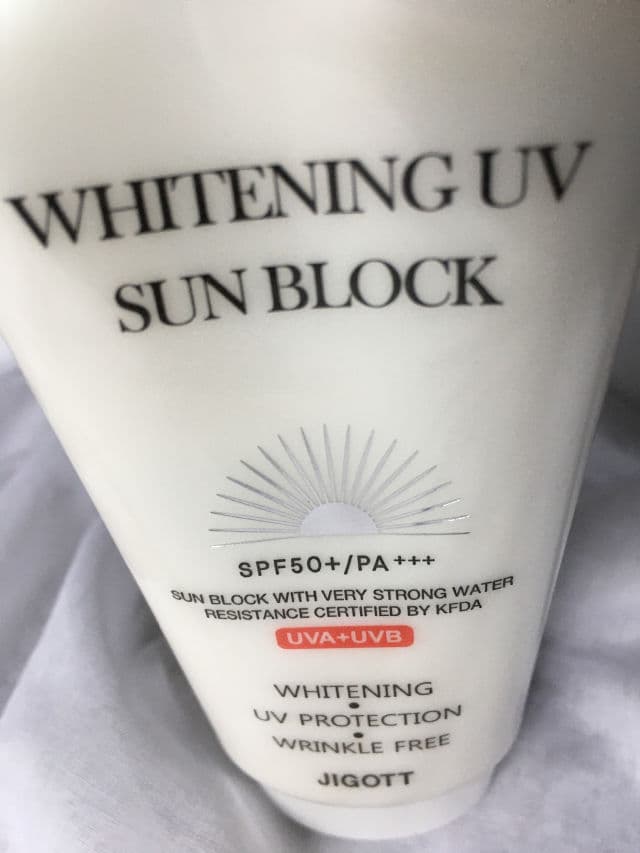 WHITENING UV
SUN BLOCK
SPF50+/PA+++
SUN BLOCK WITH VERY STRONG WATER
RESISTANCE CERTIFIED BY KFDA
UVA+UVB
WHITENING
•
UV PROTECTION
•
WRINKLE FREE
JIGOTT